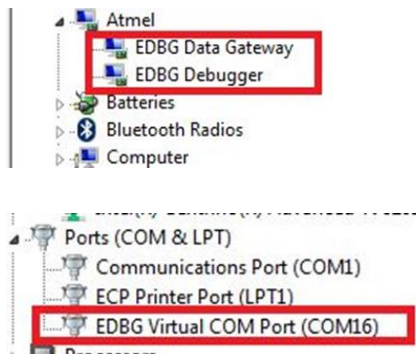 Atmel
EDBG Data Gateway
EDBG Debugger
Batteries
Bluetooth Radios
Computer
Ports (COM & LPT)
Communications Port (COM1)
ECP Printer Port (LPT1)
EDBG Virtual COM Port (COM16)